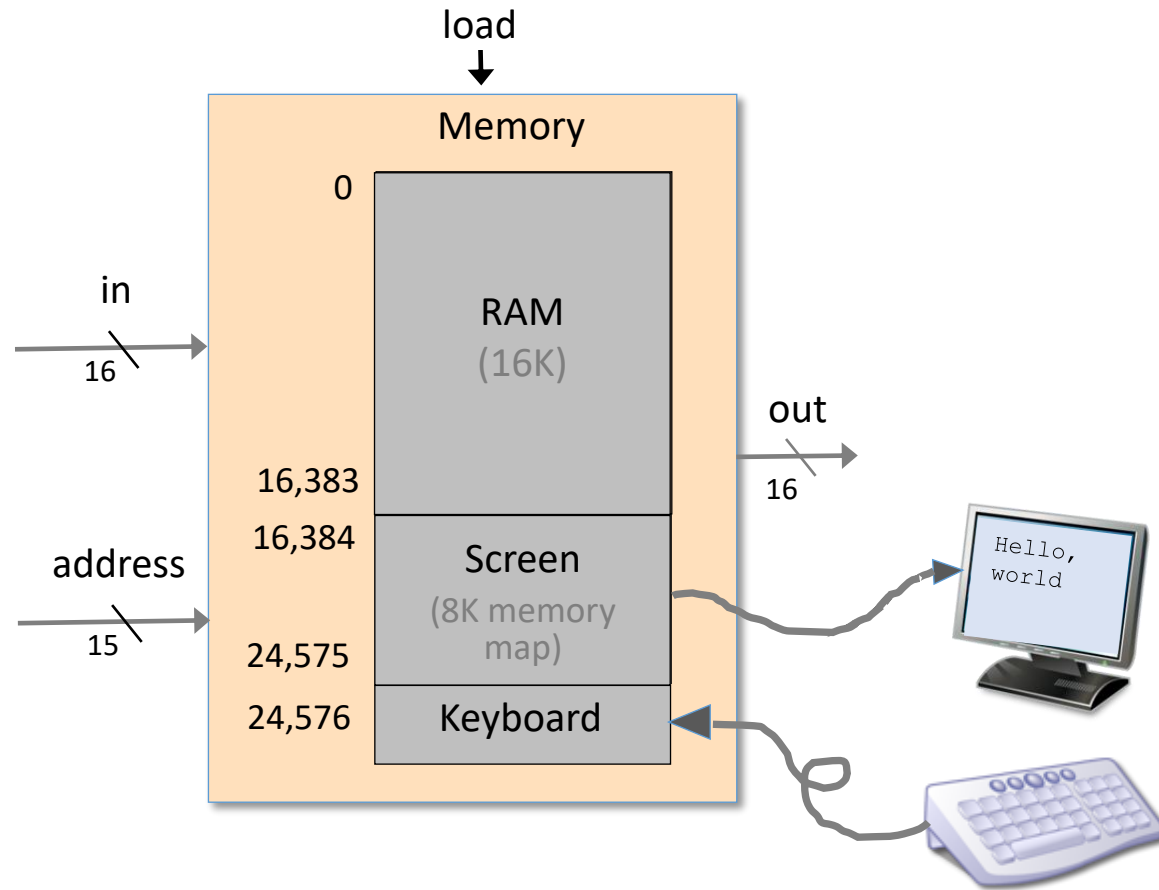 load
Memory
0
in
16
RAM
(16K)
out
16
16,383
16,384
address
15
Screen
(8K memory
map)
24,575
24,576
Keyboard
Hello,
world